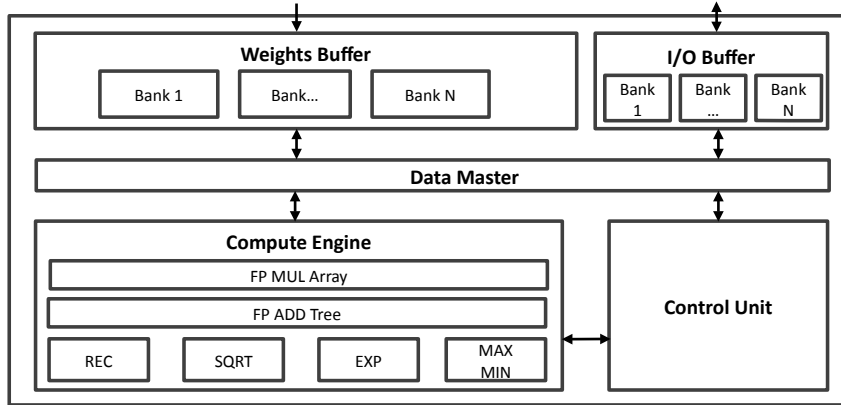 Weights Buffer
Bank 1
Bank...
Bank N
I/O Buffer
Bank
1
Bank
...
Bank
N
Data Master
Compute Engine
FP MUL Array
FP ADD Tree
REC
SQRT
EXP
MAX
MIN
Control Unit